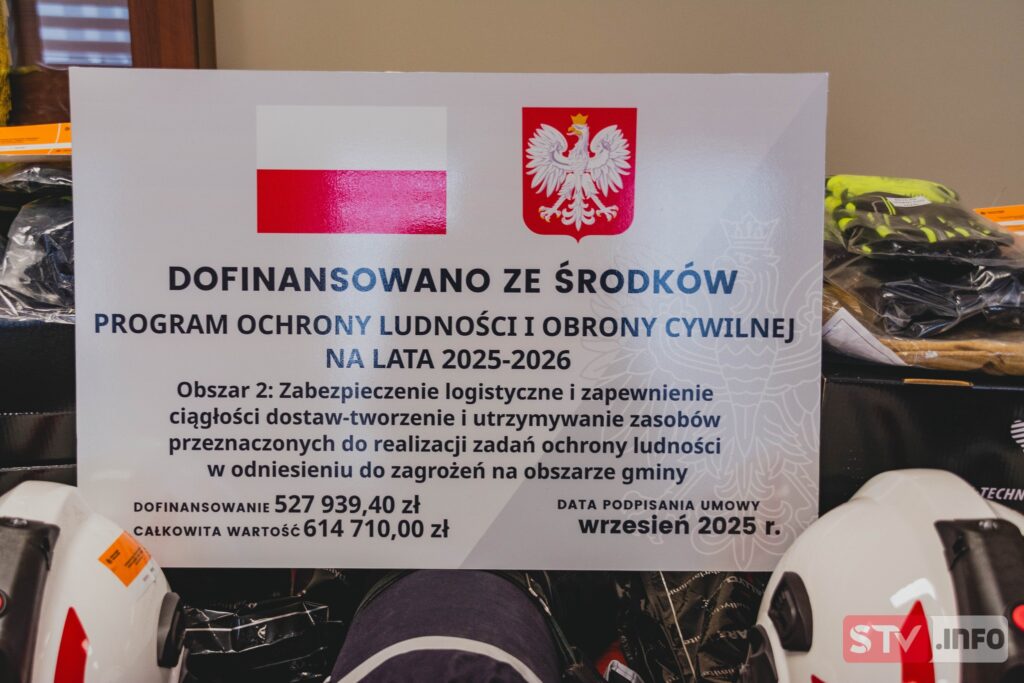 DOFINANSOWANO ZE ŚRODKÓW
PROGRAM OCHRONY LUDNOŚCI I OBRONY CYWILNEJ
NA LATA 2025-2026
Obszar 2: Zabezpieczenie logistyczne i zapewnienie
ciągłości dostaw-tworzenie i utrzymywanie zasobów
przeznaczonych do realizacji zadań ochrony ludności
w odniesieniu do zagrożeń na obszarze gminy
DOFINANSOWANIE 527 939,40 zł
CAŁKOWITA WARTOŚĆ 614 710,00 zł
DATA PODPISANIA UMOWY
wrzesień 2025 r.
TECHN
STV.INFO